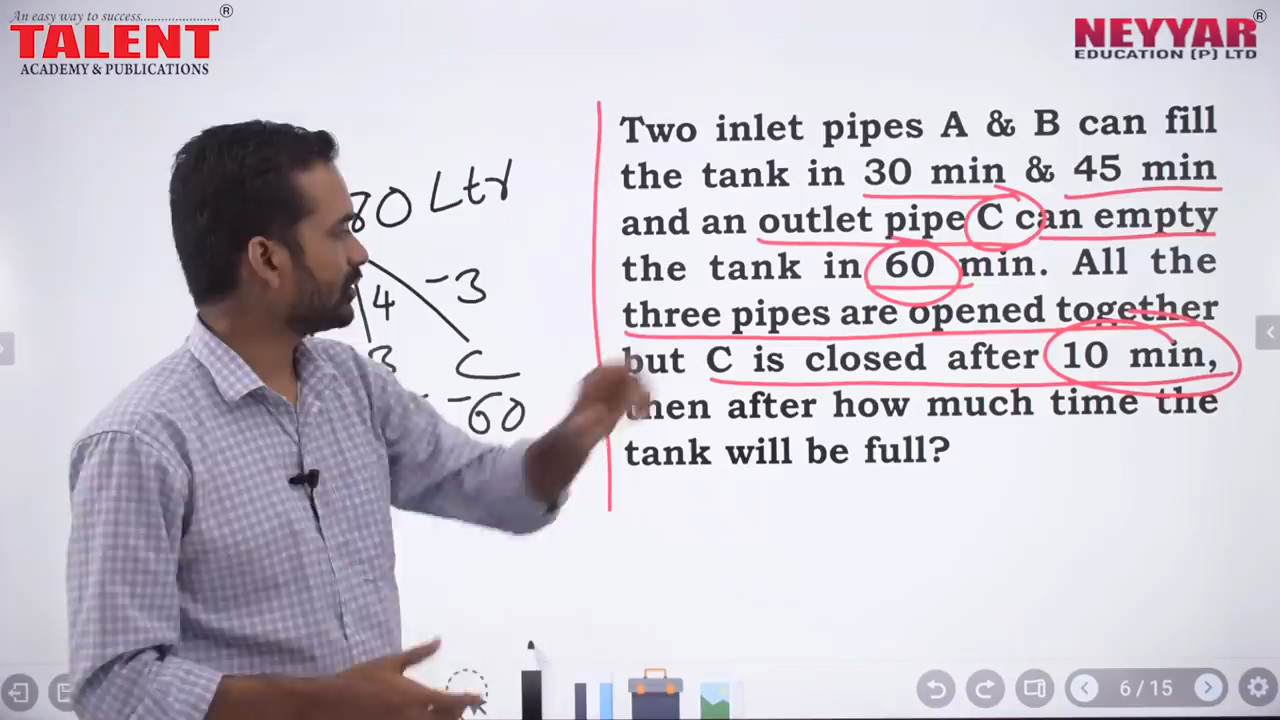 An easy way to success......................
TALENT
ACADEMY & PUBLICATIONS
®
NEYYAR
EDUCATION (P) LTD
®
80 Ltr
4
-3
B
C
-60
Two inlet pipes A & B can fill
the tank in 30 min & 45 min
and an outlet pipe C can empty
the tank in 60 min. All the
three pipes are opened together
but C is closed after 10 min,
then after how much time the
tank will be full?
6 / 15